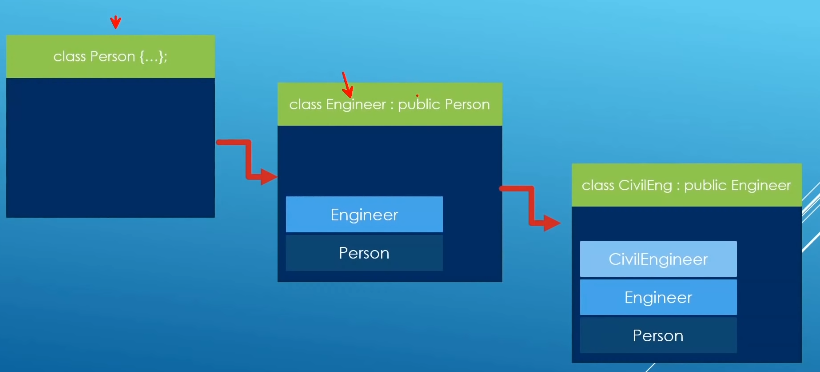 class Person {...};
class Engineer : public Person
Engineer
Person
class CivilEng : public Engineer
CivilEngineer
Engineer
Person